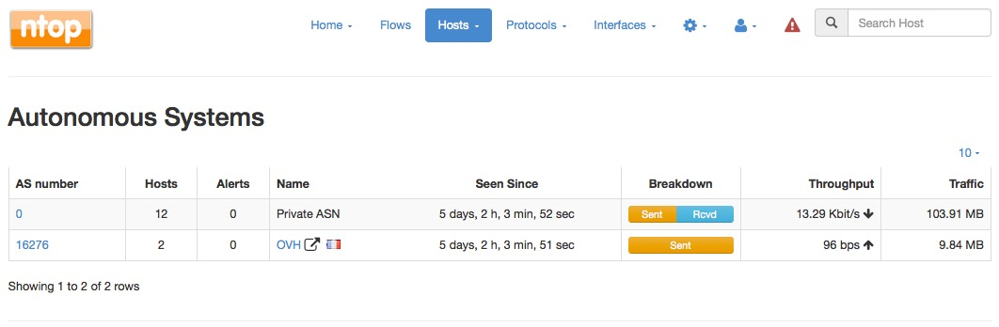 ntop Home Flows Hosts Protocols Interfaces Search Host
Autonomous Systems
10
AS number Hosts Alerts Name Seen Since Breakdown Throughput Traffic
0 12 0 Private ASN 5 days, 2 h, 3 min, 52 sec Sent Rcvd 13.29 Kbit/s 103.91 MB
16276 2 0 OVH 5 days, 2 h, 3 min, 51 sec Sent 96 bps 9.84 MB
Showing 1 to 2 of 2 rows